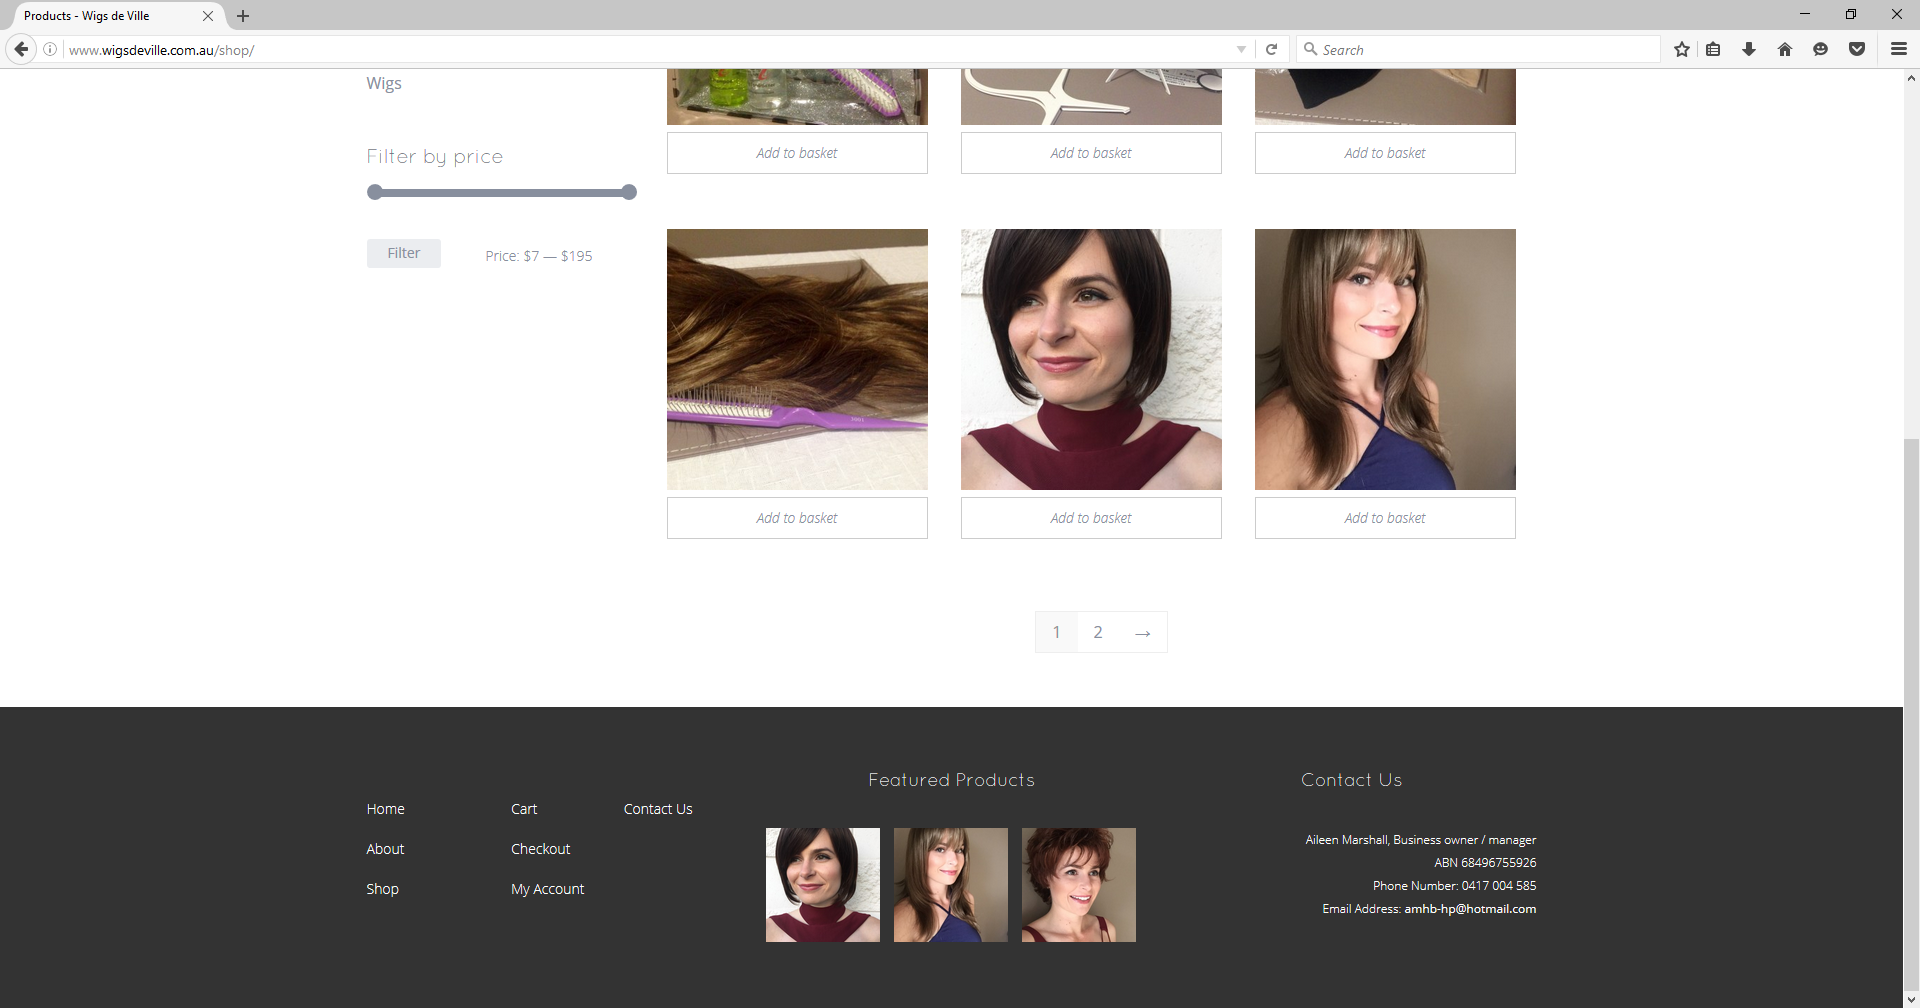 Products - Wigs de Ville
www.wigsdeville.com.au/shop/
Search
Wigs
Add to basket
Add to basket
Add to basket
Filter by price
Filter
Price: $7 — $195
Add to basket
Add to basket
Add to basket
1 2 →
Home
About
Shop
Cart
Checkout
My Account
Contact Us
Featured Products
Contact Us
Aileen Marshall, Business owner / manager
ABN 68496755926
Phone Number: 0417 004 585
Email Address: amhb-hp@hotmail.com